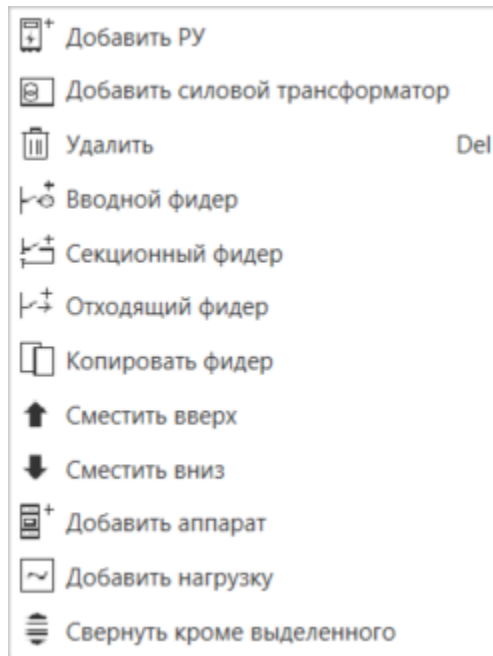 Добавить РУ
Добавить силовой трансформатор
Удалить Del
Вводной фидер
Секционный фидер
Отходящий фидер
Копировать фидер
Сместить вверх
Сместить вниз
Добавить аппарат
Добавить нагрузку
Свернуть кроме выделенного